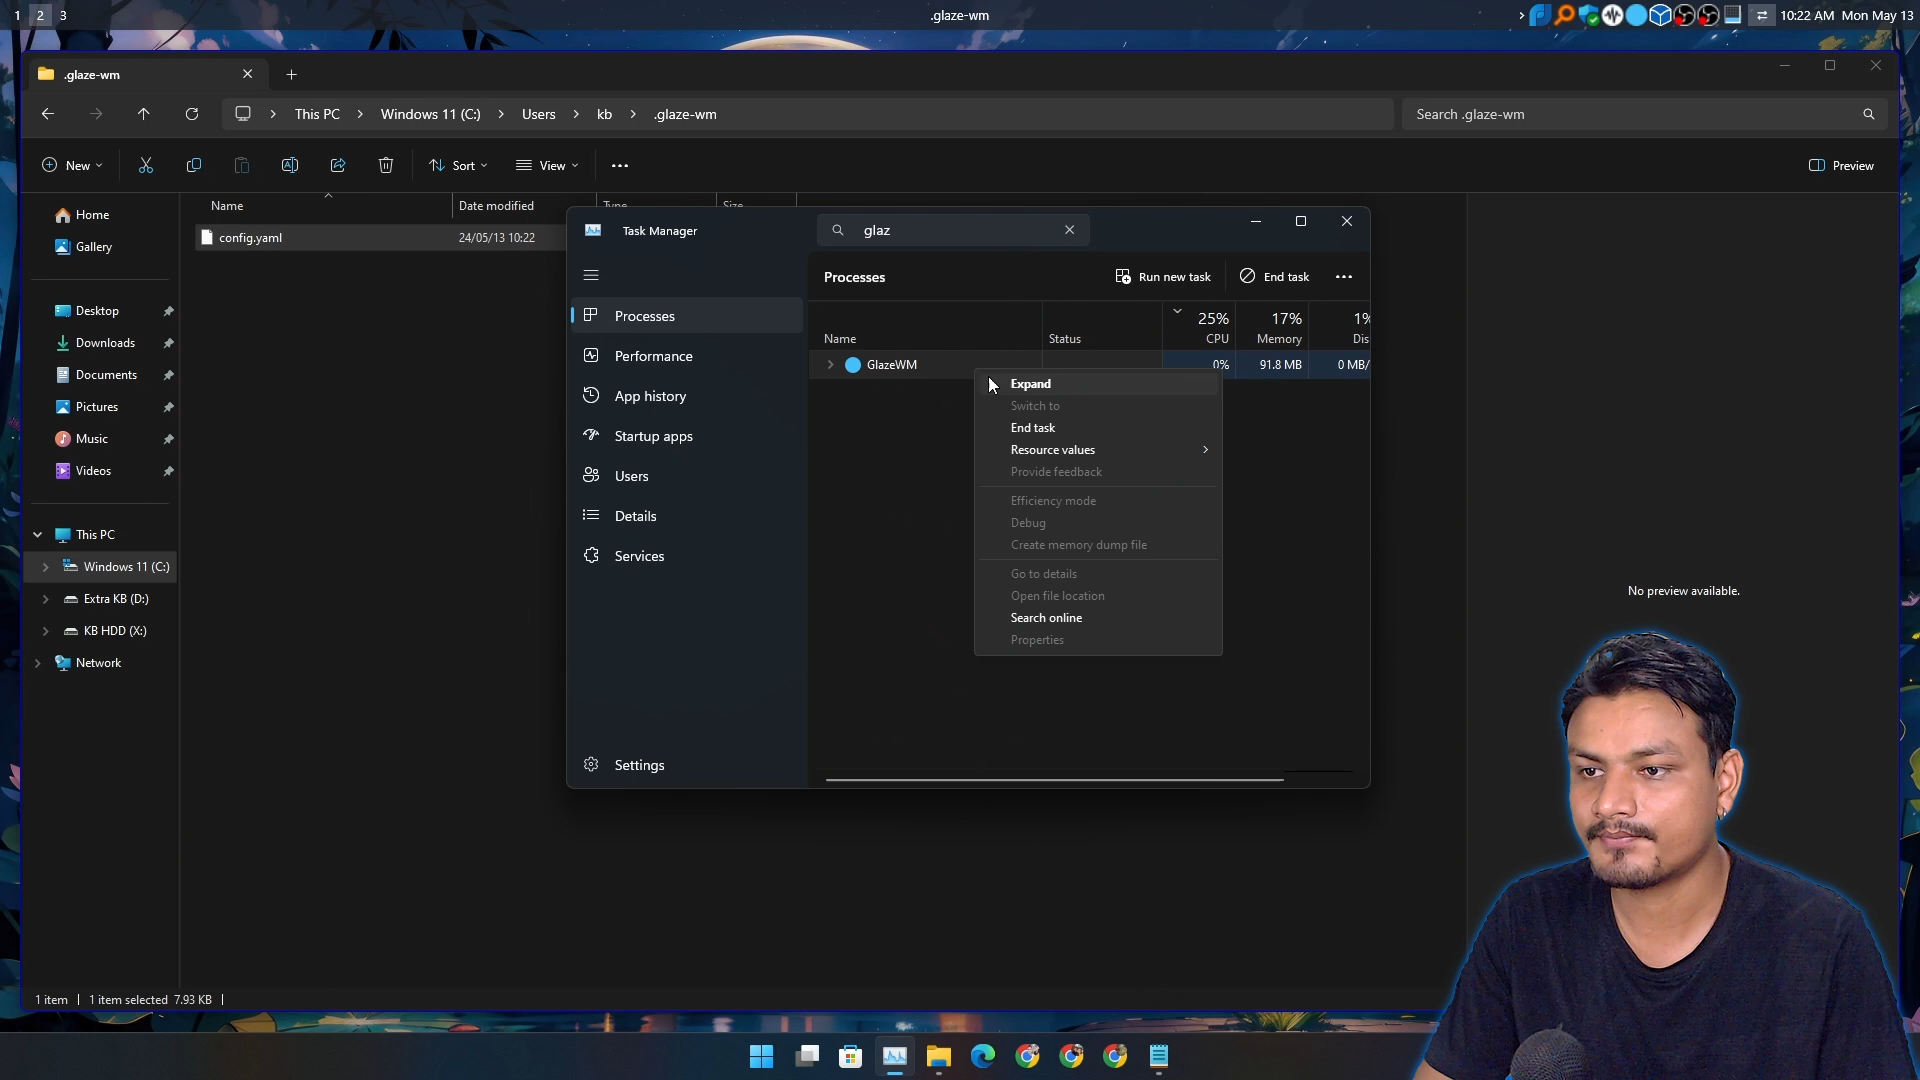 1 2 3
.glaze-wm
10:22 AM Mon May 13
.glaze-wm
This PC > Windows 11 (C:) > Users > kb > .glaze-wm
Search .glaze-wm
New
Sort
View
Preview
Name
Date modified
Type
Size
config.yaml
24/05/13 10:22
Home
Gallery
Desktop
Downloads
Documents
Pictures
Music
Videos
This PC
Windows 11 (C:)
Extra KB (D:)
KB HDD (X:)
Network
1 item
1 item selected 7.93 KB
No preview available.
Task Manager
glaz
Processes
Performance
App history
Startup apps
Users
Details
Services
Settings
Processes
Run new task
End task
25%
17%
1%
Name
Status
CPU
Memory
Dis
GlazeWM
0%
91.8 MB
0 MB/
Expand
Switch to
End task
Resource values
Provide feedback
Efficiency mode
Debug
Create memory dump file
Go to details
Open file location
Search online
Properties